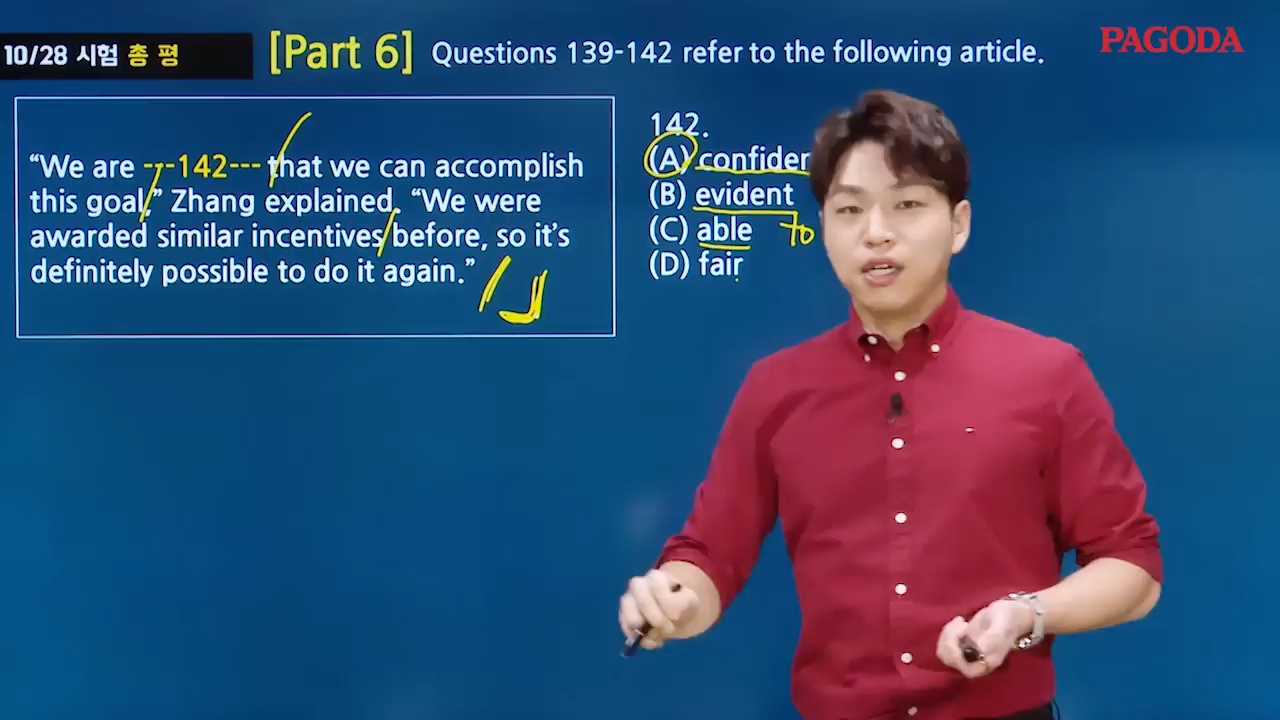 10/28 시험 총 평
[Part 6] Questions 139-142 refer to the following article.
PAGODA
“We are ---142--- that we can accomplish
this goal,” Zhang explained. “We were
awarded similar incentives before, so it’s
definitely possible to do it again.”
142.
(A) confiden
(B) evident
(C) able to
(D) fair